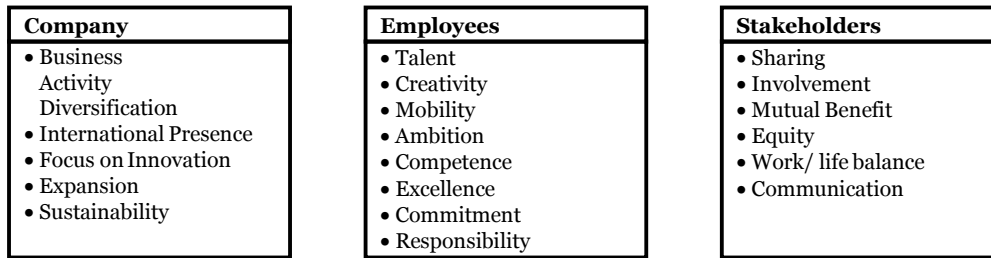 Company
• Business
Activity
Diversification
• International Presence
• Focus on Innovation
• Expansion
• Sustainability
Employees
• Talent
• Creativity
• Mobility
• Ambition
• Competence
• Excellence
• Commitment
• Responsibility
Stakeholders
• Sharing
• Involvement
• Mutual Benefit
• Equity
• Work/ life balance
• Communication